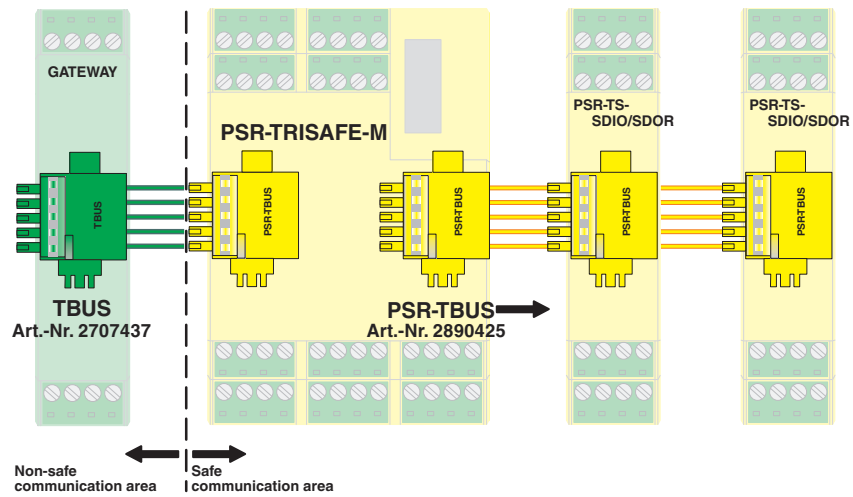 GATEWAY
TBUS
TBUS
Art.-Nr. 2707437
PSR-TRISAFE-M
PSR-TBUS
PSR-TBUS
PSR-TBUS
Art.-Nr. 2890425
PSR-TS-
SDIO/SDOR
PSR-TBUS
PSR-TS-
SDIO/SDOR
PSR-TBUS
Non-safe
communication area
Safe
communication area